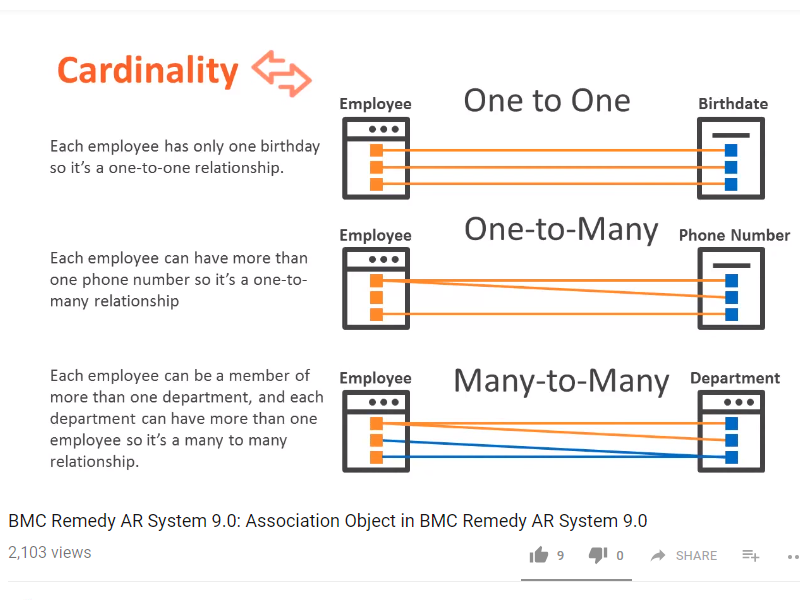 Cardinality
Employee
One to One
Birthdate
Each employee has only one birthday
so it's a one-to-one relationship.
Employee
One-to-Many
Phone Number
Each employee can have more than
one phone number so it's a one-to-
many relationship
Employee
Many-to-Many
Department
Each employee can be a member of
more than one department, and each
department can have more than one
employee so it's a many to many
relationship.
BMC Remedy AR System 9.0: Association Object in BMC Remedy AR System 9.0
2,103 views
9
0
SHARE